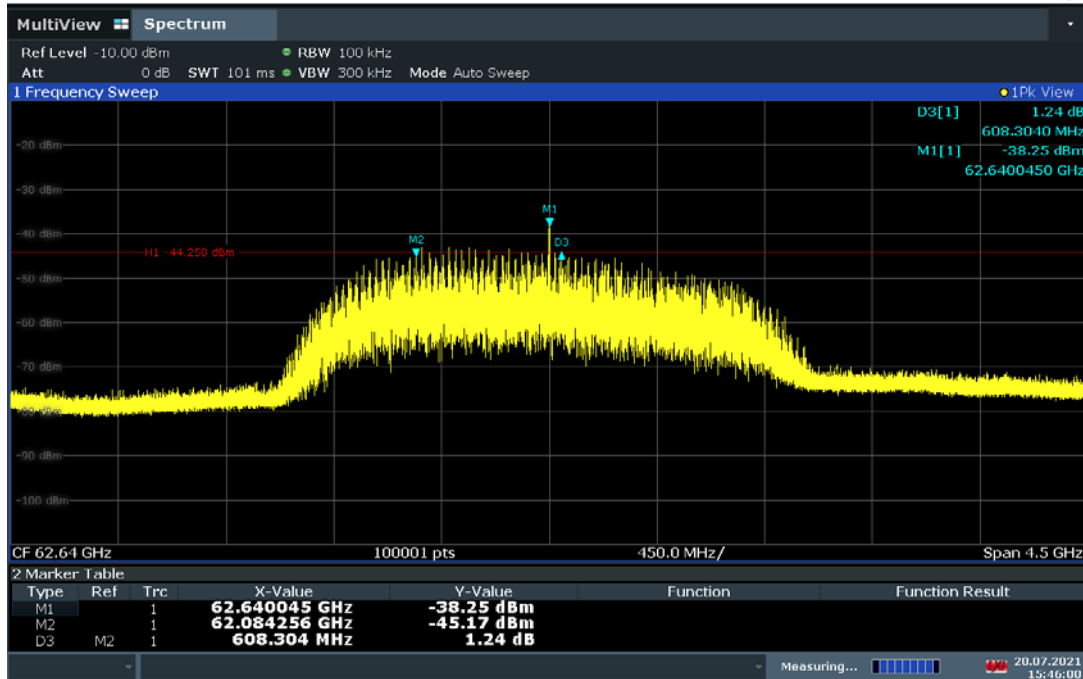 MultiView Spectrum
Ref Level -10.00 dBm RBW 100 kHz
Att 0 dB SWT 101 ms VBW 300 kHz Mode Auto Sweep
1 Frequency Sweep 1Pk View
D3[1] 1.24 dB
608.3040 MHz
-20 dBm
M1[1] -38.25 dBm
62.6400450 GHz
-30 dBm
M1
-40 dBm
M2 D3
H1 -44.250 dBm
-50 dBm
-60 dBm
-70 dBm
-80 dBm
-90 dBm
-100 dBm
CF 62.64 GHz 100001 pts 450.0 MHz/ Span 4.5 GHz
2 Marker Table
Type Ref Trc X-Value Y-Value Function Function Result
M1 1 62.640045 GHz -38.25 dBm
M2 1 62.084256 GHz -45.17 dBm
D3 M2 1 608.304 MHz 1.24 dB
Measuring... 20.07.2021
15:46:00